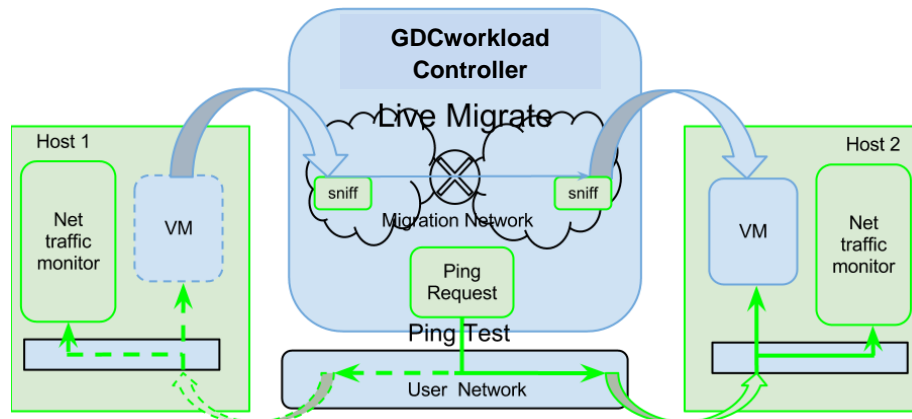 GDCworkload
Controller
Live Migrate
Host 1
Host 2
Net
traffic
monitor
VM
sniff
sniff
Migration Network
VM
Net
traffic
monitor
Ping
Request
Ping Test
User Network